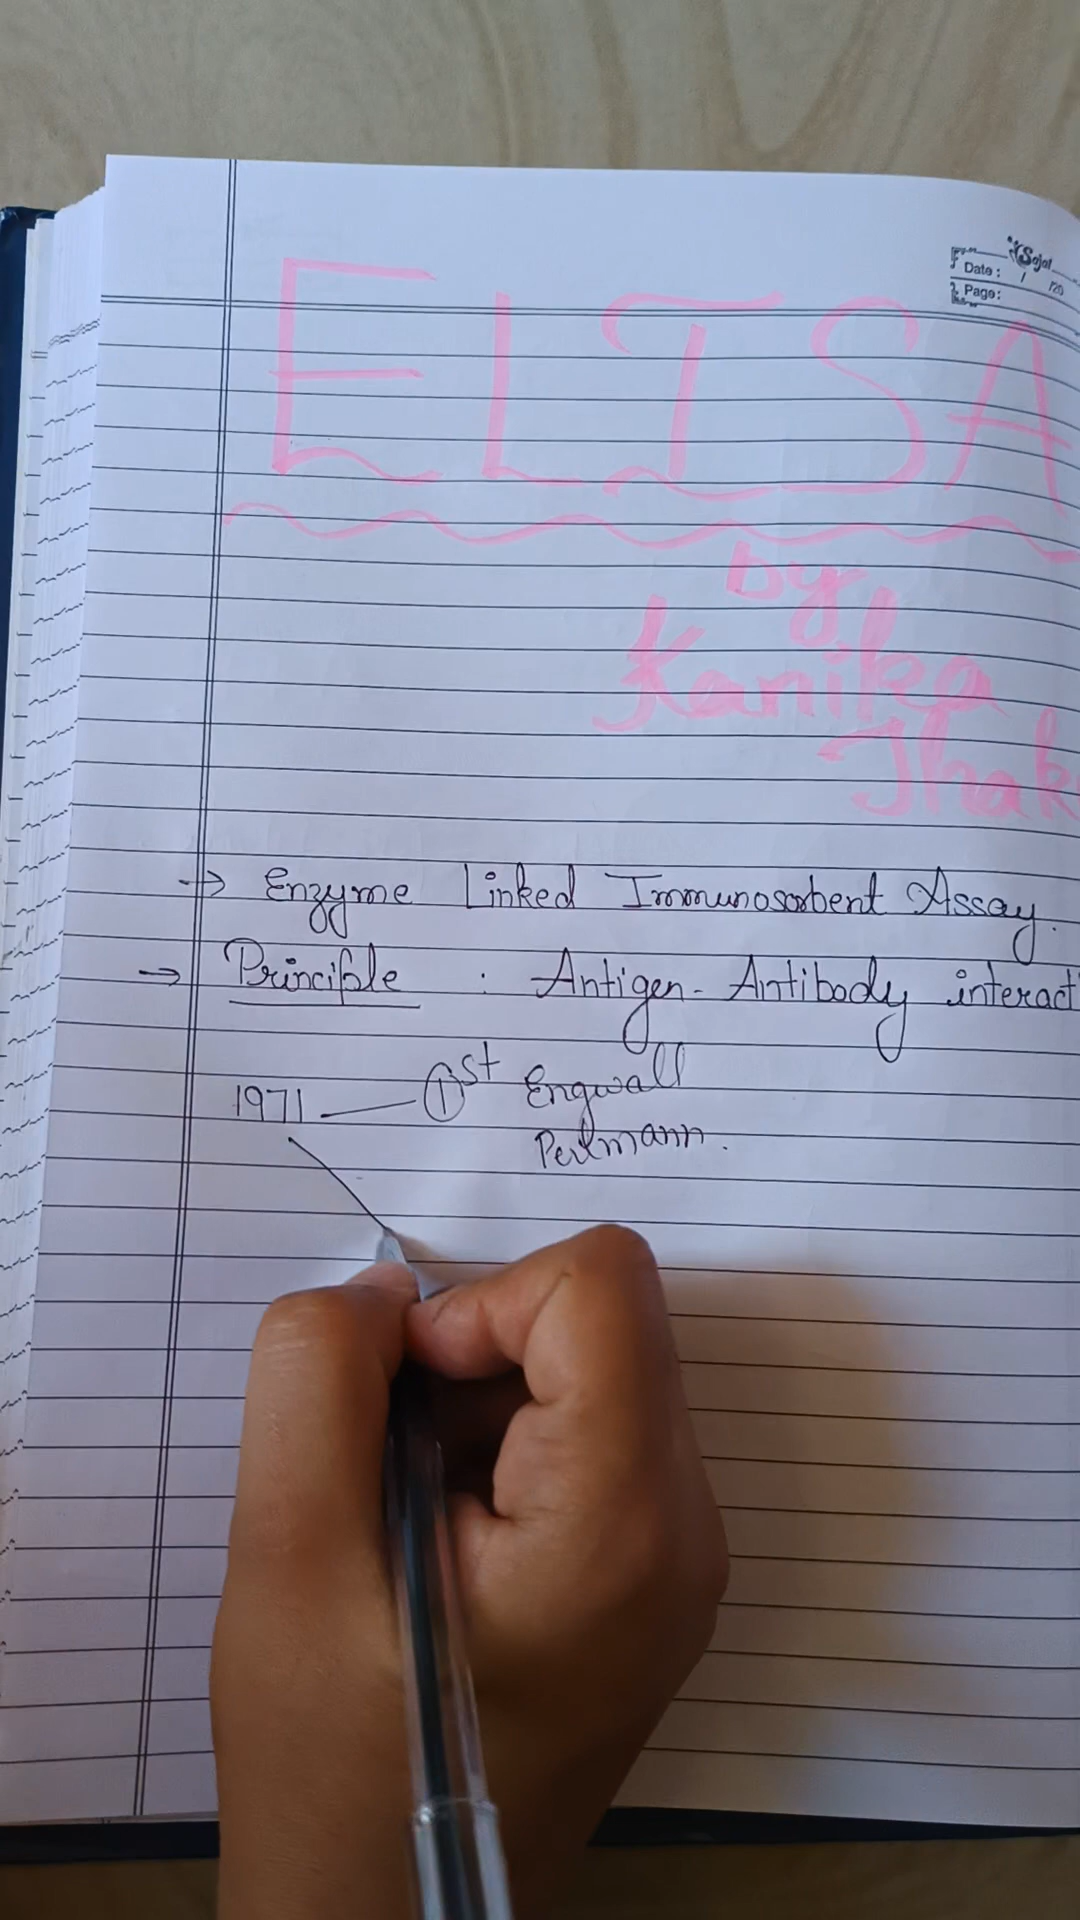 Sajal
Date: / /20
Page:
ELISA
by
Kanika
Jhak
→ Enzyme Linked Immunosorbent Assay.
→ Principle : Antigen-Antibody interact
1971 — 1st Engwall
Perlmann.